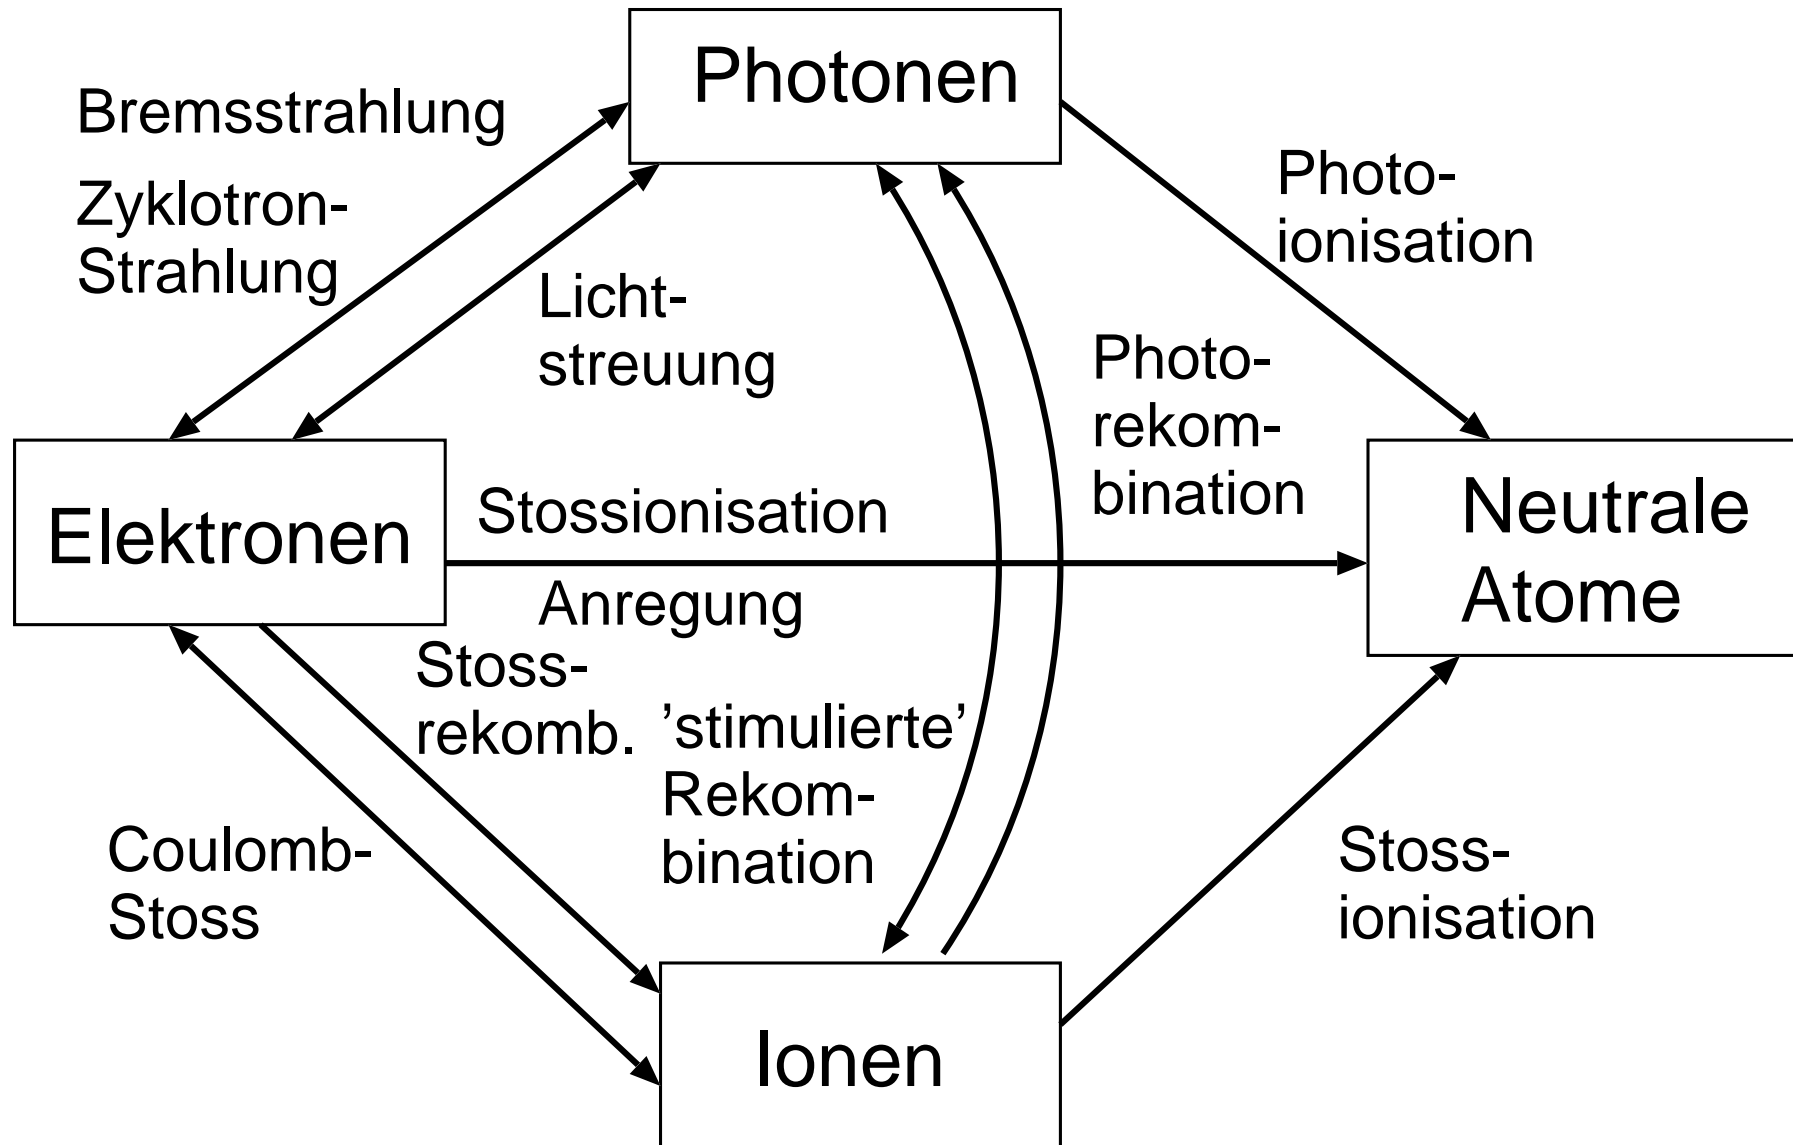 Photonen
Bremsstrahlung
Zyklotron-
Strahlung
Photo-
ionisation
Licht-
streuung
Photo-
rekom-
bination
Elektronen
Stossionisation
Anregung
Neutrale
Atome
Stoss-
rekomb.
’stimulierte’
Rekom-
bination
Coulomb-
Stoss
Stoss-
ionisation
Ionen